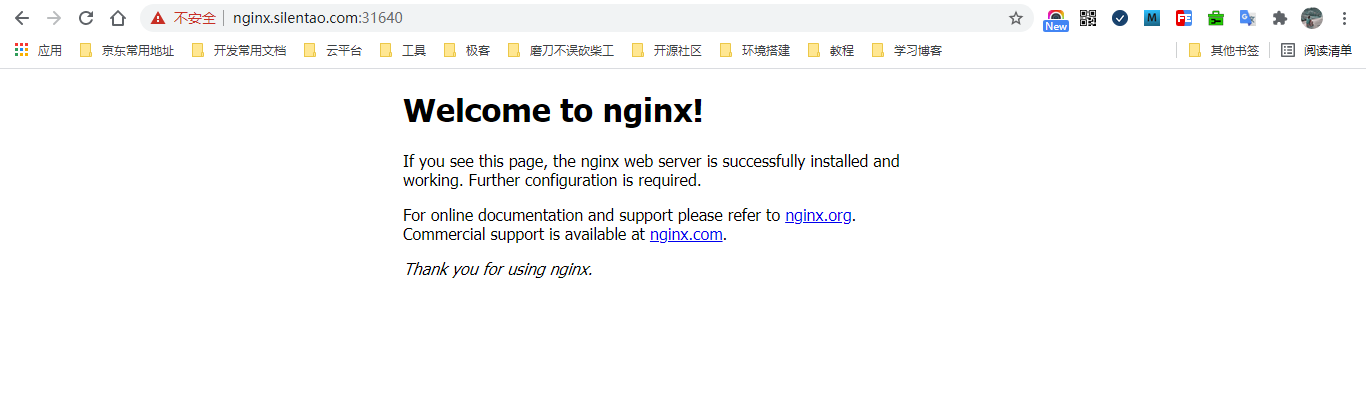 不安全 nginx.silentao.com:31640
New
应用 京东常用地址 开发常用文档 云平台 工具 极客 磨刀不误砍柴工 开源社区 环境搭建 教程 学习博客 其他书签 阅读清单
Welcome to nginx!
If you see this page, the nginx web server is successfully installed and
working. Further configuration is required.
For online documentation and support please refer to nginx.org.
Commercial support is available at nginx.com.
Thank you for using nginx.